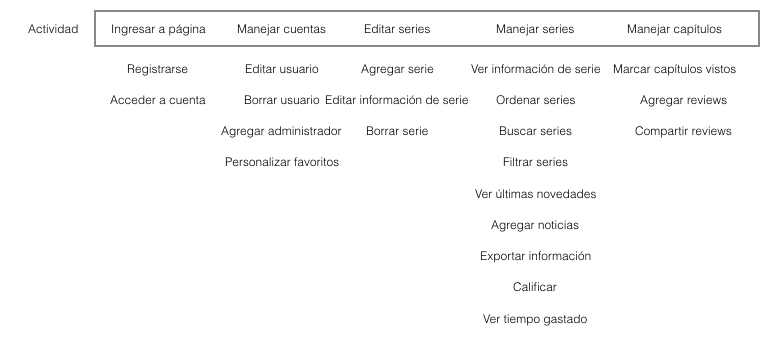 Actividad Ingresar a página Manejar cuentas Editar series Manejar series Manejar capítulos
Registrarse Editar usuario Agregar serie Ver información de serie Marcar capítulos vistos
Acceder a cuenta Borrar usuario Editar información de serie Ordenar series Agregar reviews
Agregar administrador Borrar serie Buscar series Compartir reviews
Personalizar favoritos Filtrar series
Ver últimas novedades
Agregar noticias
Exportar información
Calificar
Ver tiempo gastado